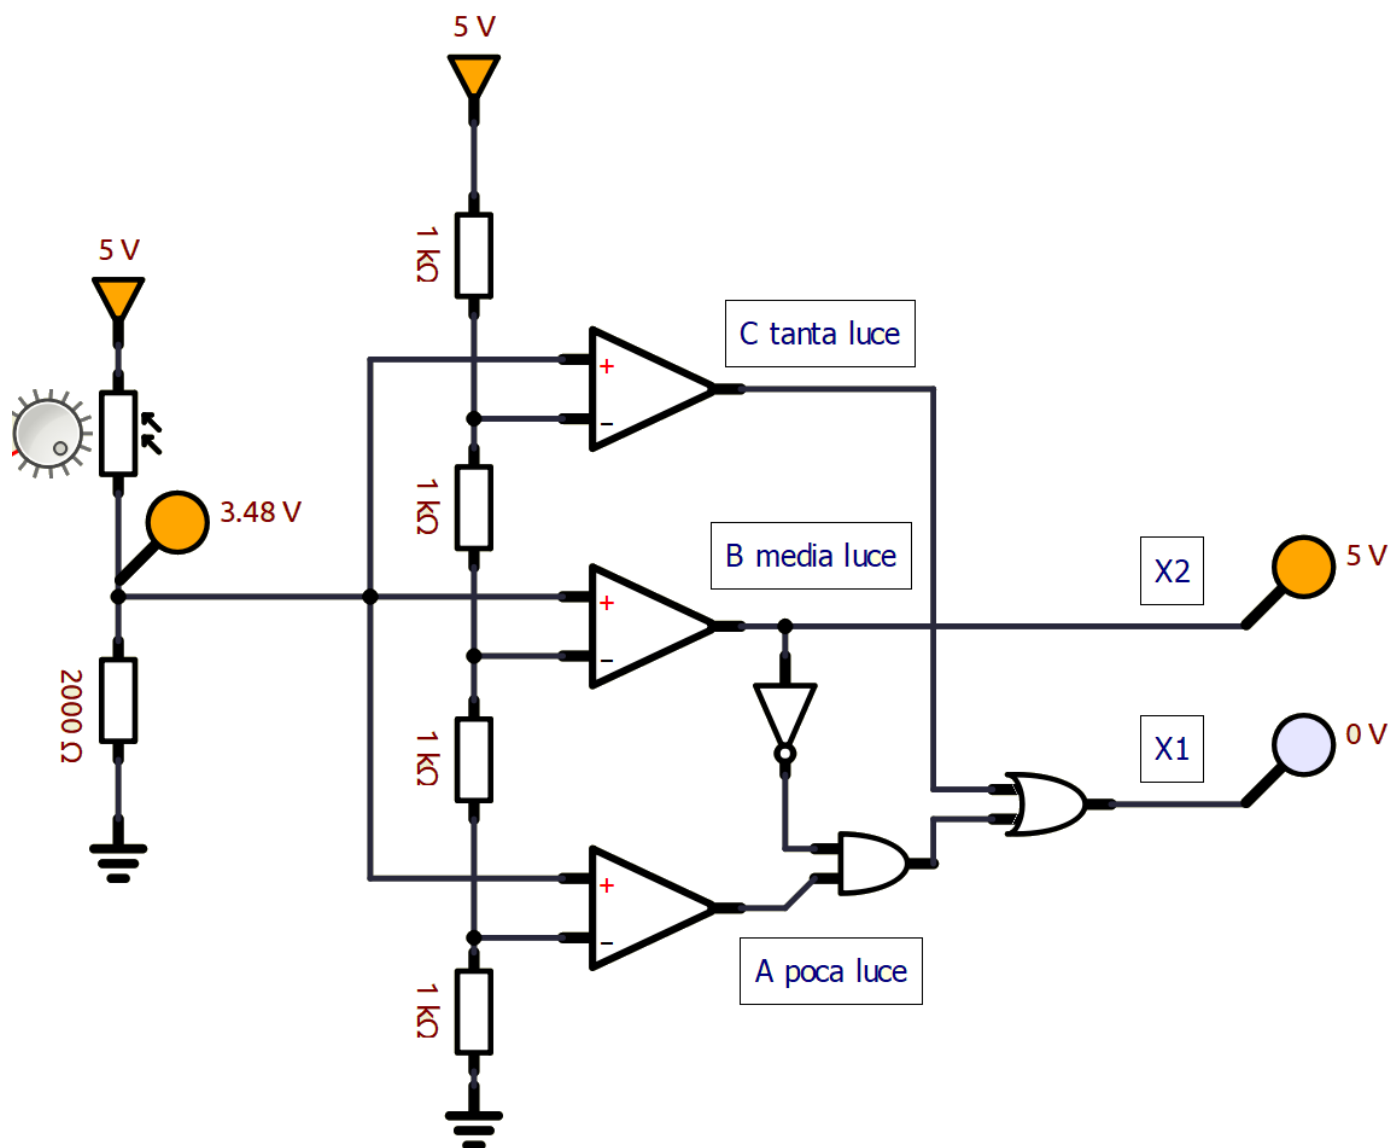 5 V
5 V
1 kΩ
C tanta luce
+
-
3.48 V
1 kΩ
B media luce
X2
5 V
+
-
2000 Ω
1 kΩ
X1
0 V
+
-
A poca luce
1 kΩ